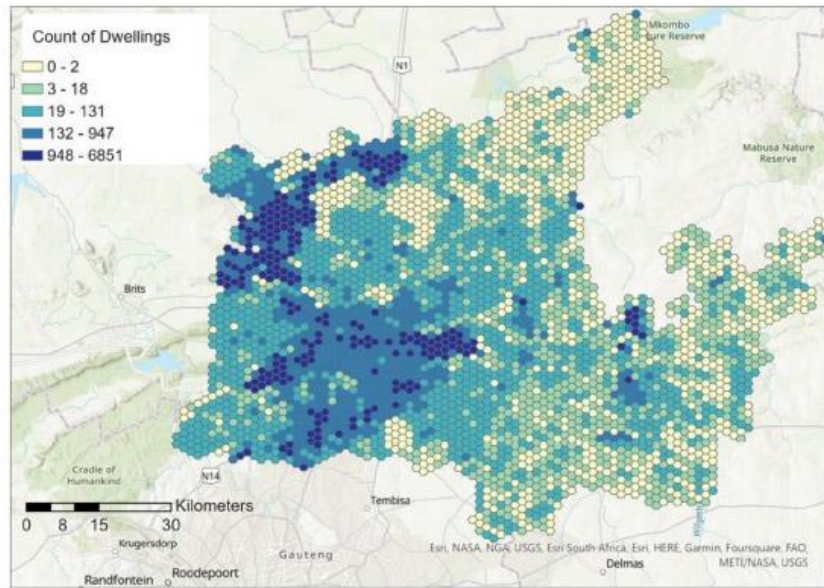 Count of Dwellings
0 - 2
3 - 18
19 - 131
132 - 947
948 - 6851
N1
Mkombo
ure Reserve
Mabusa Nature
Reserve
Brits
Cradle of
Humankind
N14
Kilometers
0 8 15 30
Tembisa
Krugersdorp
Gauteng
Randfontein
Roodepoort
Delmas
Esri, NASA, NGA, USGS, Esri South Africa, Esri, HERE, Garmin, Foursquare, FAO,
METI/NASA, USGS